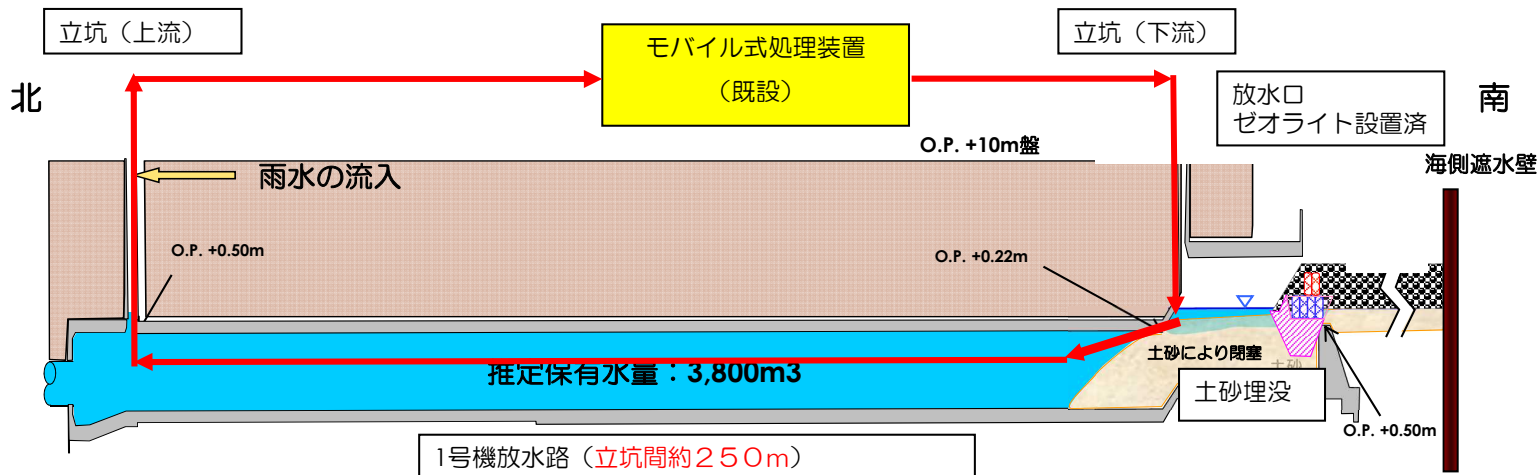 立坑（上流）
モバイル式処理装置
（既設）
立坑（下流）
北
放水口
ゼオライト設置済
南
O.P. +10m盤
海側遮水壁
雨水の流入
O.P. +0.50m
O.P. +0.22m
土砂により閉塞
土砂
推定保有水量：3,800m3
土砂埋没
O.P. +0.50m
1号機放水路（立坑間約２５０m）